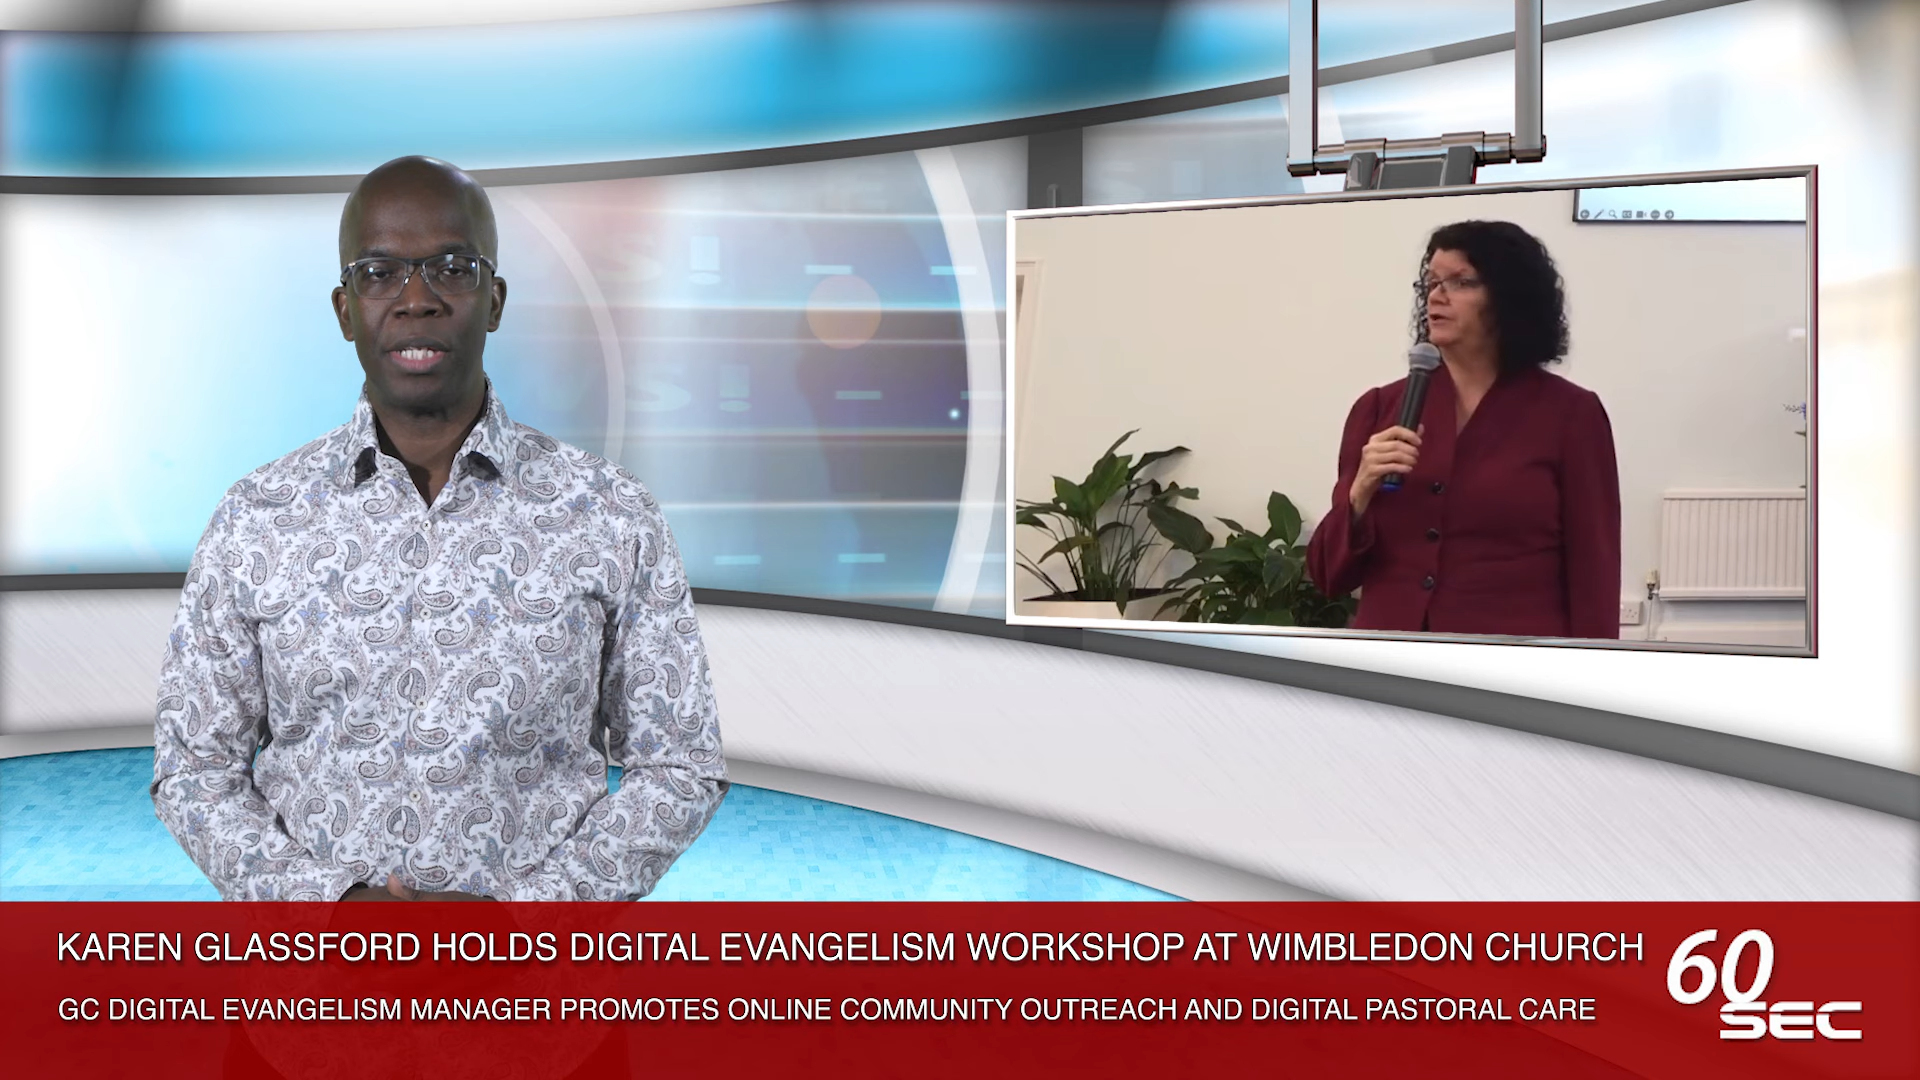 KAREN GLASSFORD HOLDS DIGITAL EVANGELISM WORKSHOP AT WIMBLEDON CHURCH
GC DIGITAL EVANGELISM MANAGER PROMOTES ONLINE COMMUNITY OUTREACH AND DIGITAL PASTORAL CARE
60
SEC